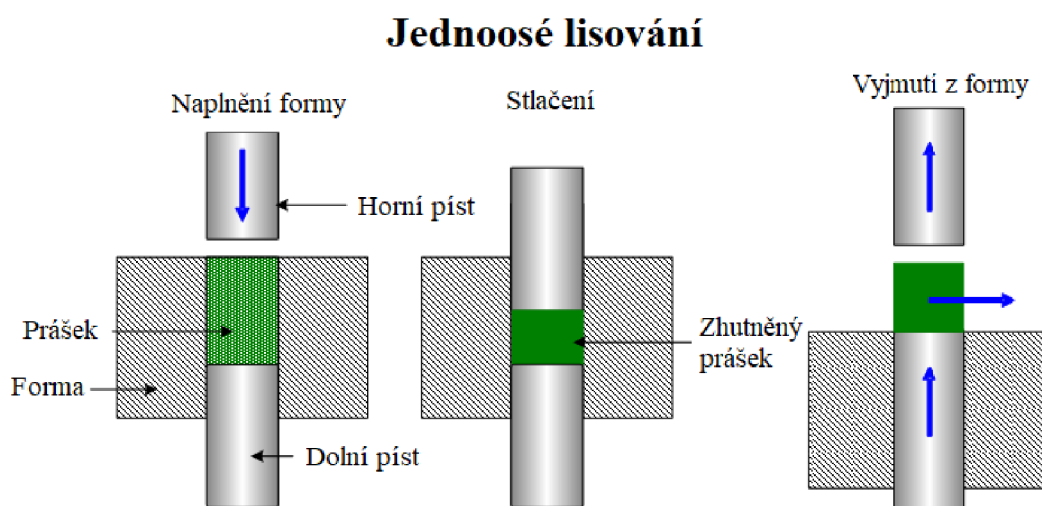 Jednoosé lisování
Naplnění formy
Stlačení
Vyjmutí z formy
Horní píst
Prášek
Zhutněný
prášek
Forma
Dolní píst